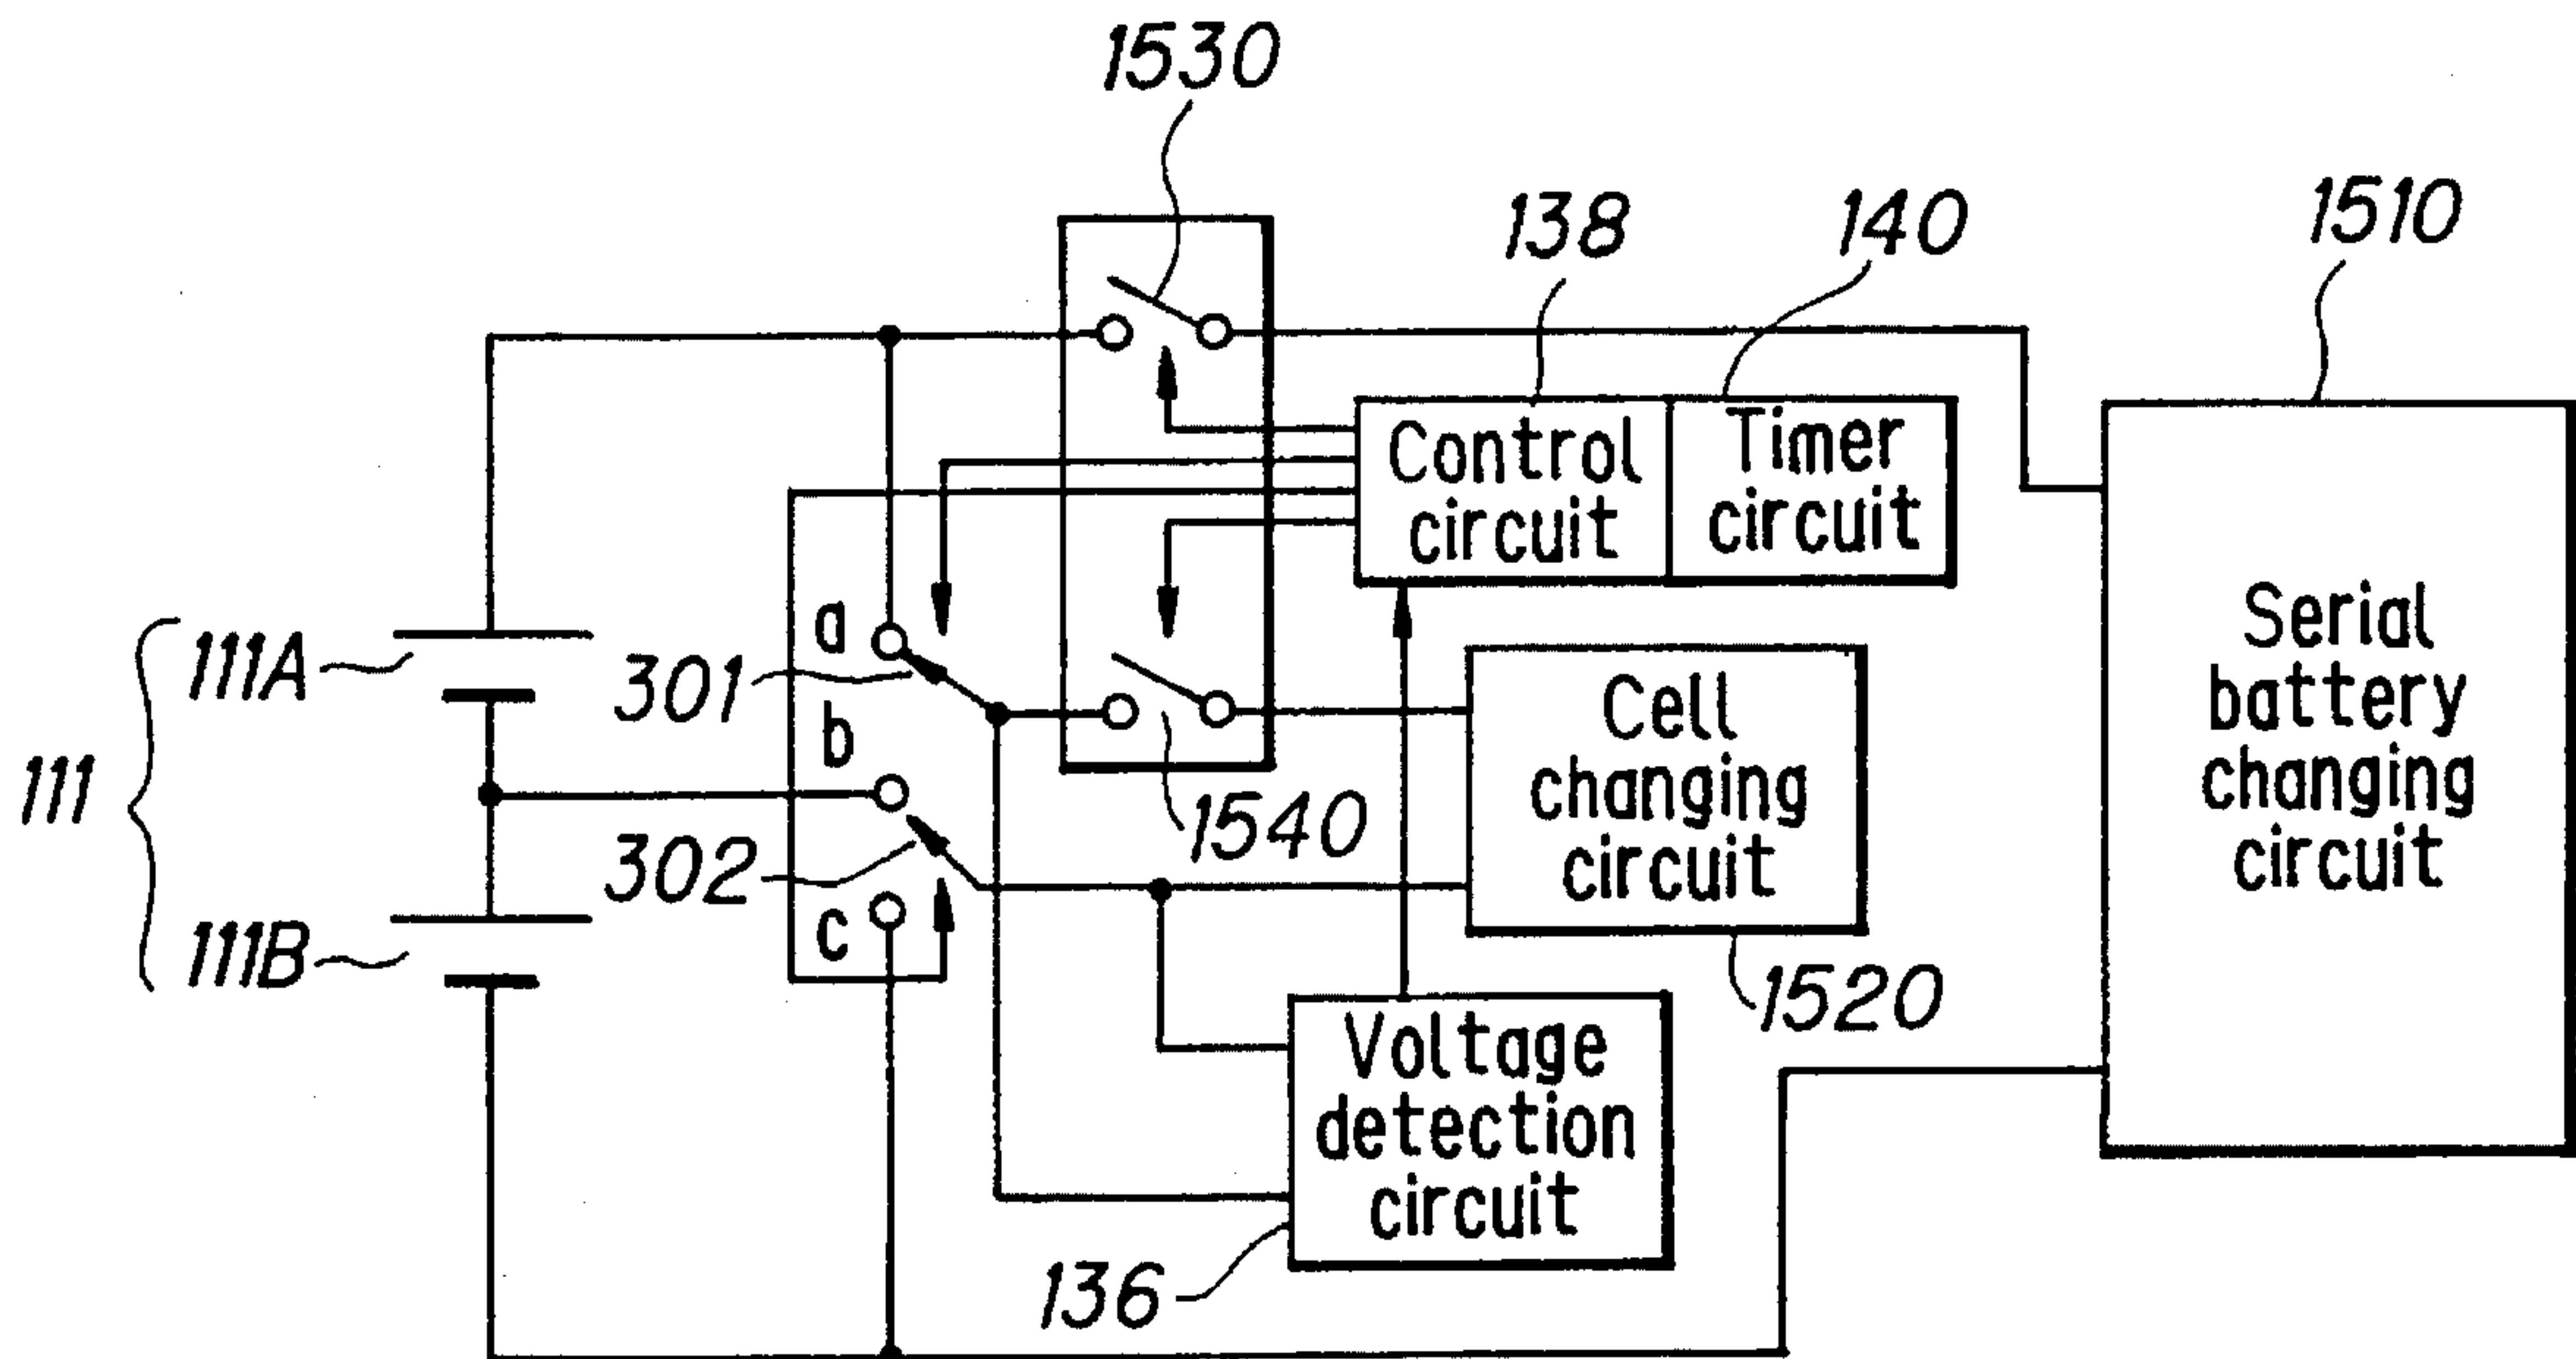 1530
138
140
1510
Control
circuit
Timer
circuit
Serial
battery
changing
circuit
a
111A
301
b
111
Cell
changing
circuit
1540
302
c
111B
1520
Voltage
detection
circuit
136